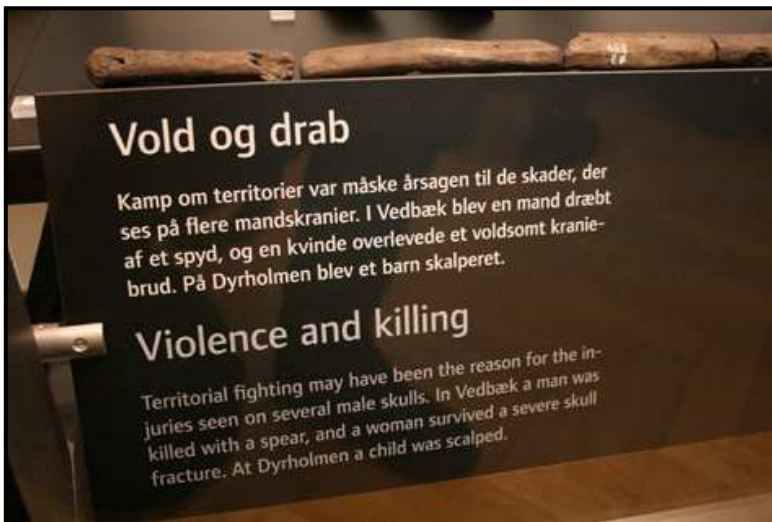 Vold og drab
Kamp om territorier var måske årsagen til de skader, der
ses på flere mandskranier. I Vedbæk blev en mand dræbt
af et spyd, og en kvinde overlevede et voldsomt kranie-
brud. På Dyrholmen blev et barn skalperet.
Violence and killing
Territorial fighting may have been the reason for the in-
juries seen on several male skulls. In Vedbæk a man was
killed with a spear, and a woman survived a severe skull
fracture. At Dyrholmen a child was scalped.